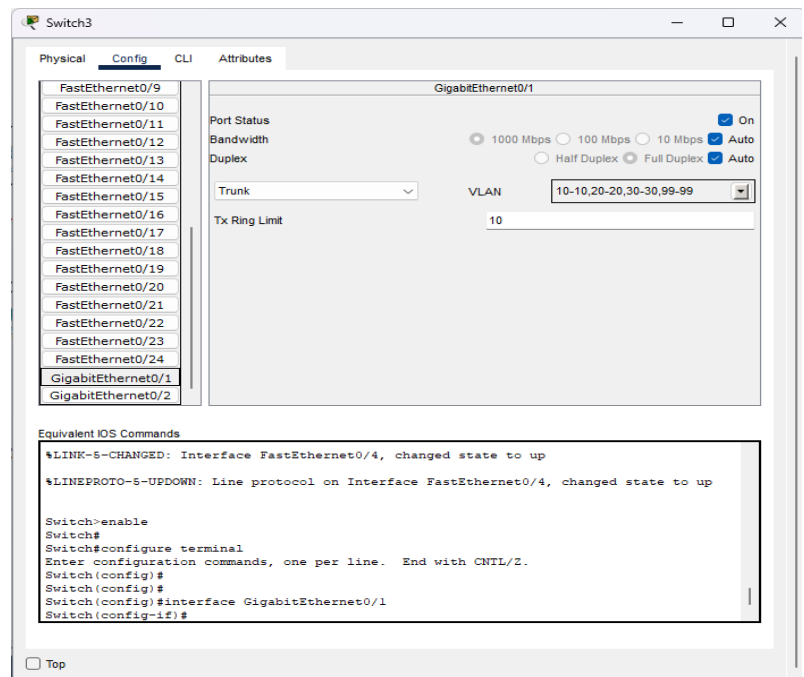 Switch3
Physical Config CLI Attributes
FastEthernet0/9
FastEthernet0/10
FastEthernet0/11
FastEthernet0/12
FastEthernet0/13
FastEthernet0/14
FastEthernet0/15
FastEthernet0/16
FastEthernet0/17
FastEthernet0/18
FastEthernet0/19
FastEthernet0/20
FastEthernet0/21
FastEthernet0/22
FastEthernet0/23
FastEthernet0/24
GigabitEthernet0/1
GigabitEthernet0/2
GigabitEthernet0/1
Port Status On
Bandwidth 1000 Mbps 100 Mbps 10 Mbps Auto
Duplex Half Duplex Full Duplex Auto
Trunk VLAN 10-10,20-20,30-30,99-99
Tx Ring Limit 10
Equivalent IOS Commands
%LINK-5-CHANGED: Interface FastEthernet0/4, changed state to up
%LINEPROTO-5-UPDOWN: Line protocol on Interface FastEthernet0/4, changed state to up
Switch>enable
Switch#
Switch#configure terminal
Enter configuration commands, one per line. End with CNTL/Z.
Switch(config)#
Switch(config)#
Switch(config)#interface GigabitEthernet0/1
Switch(config-if)#
Top